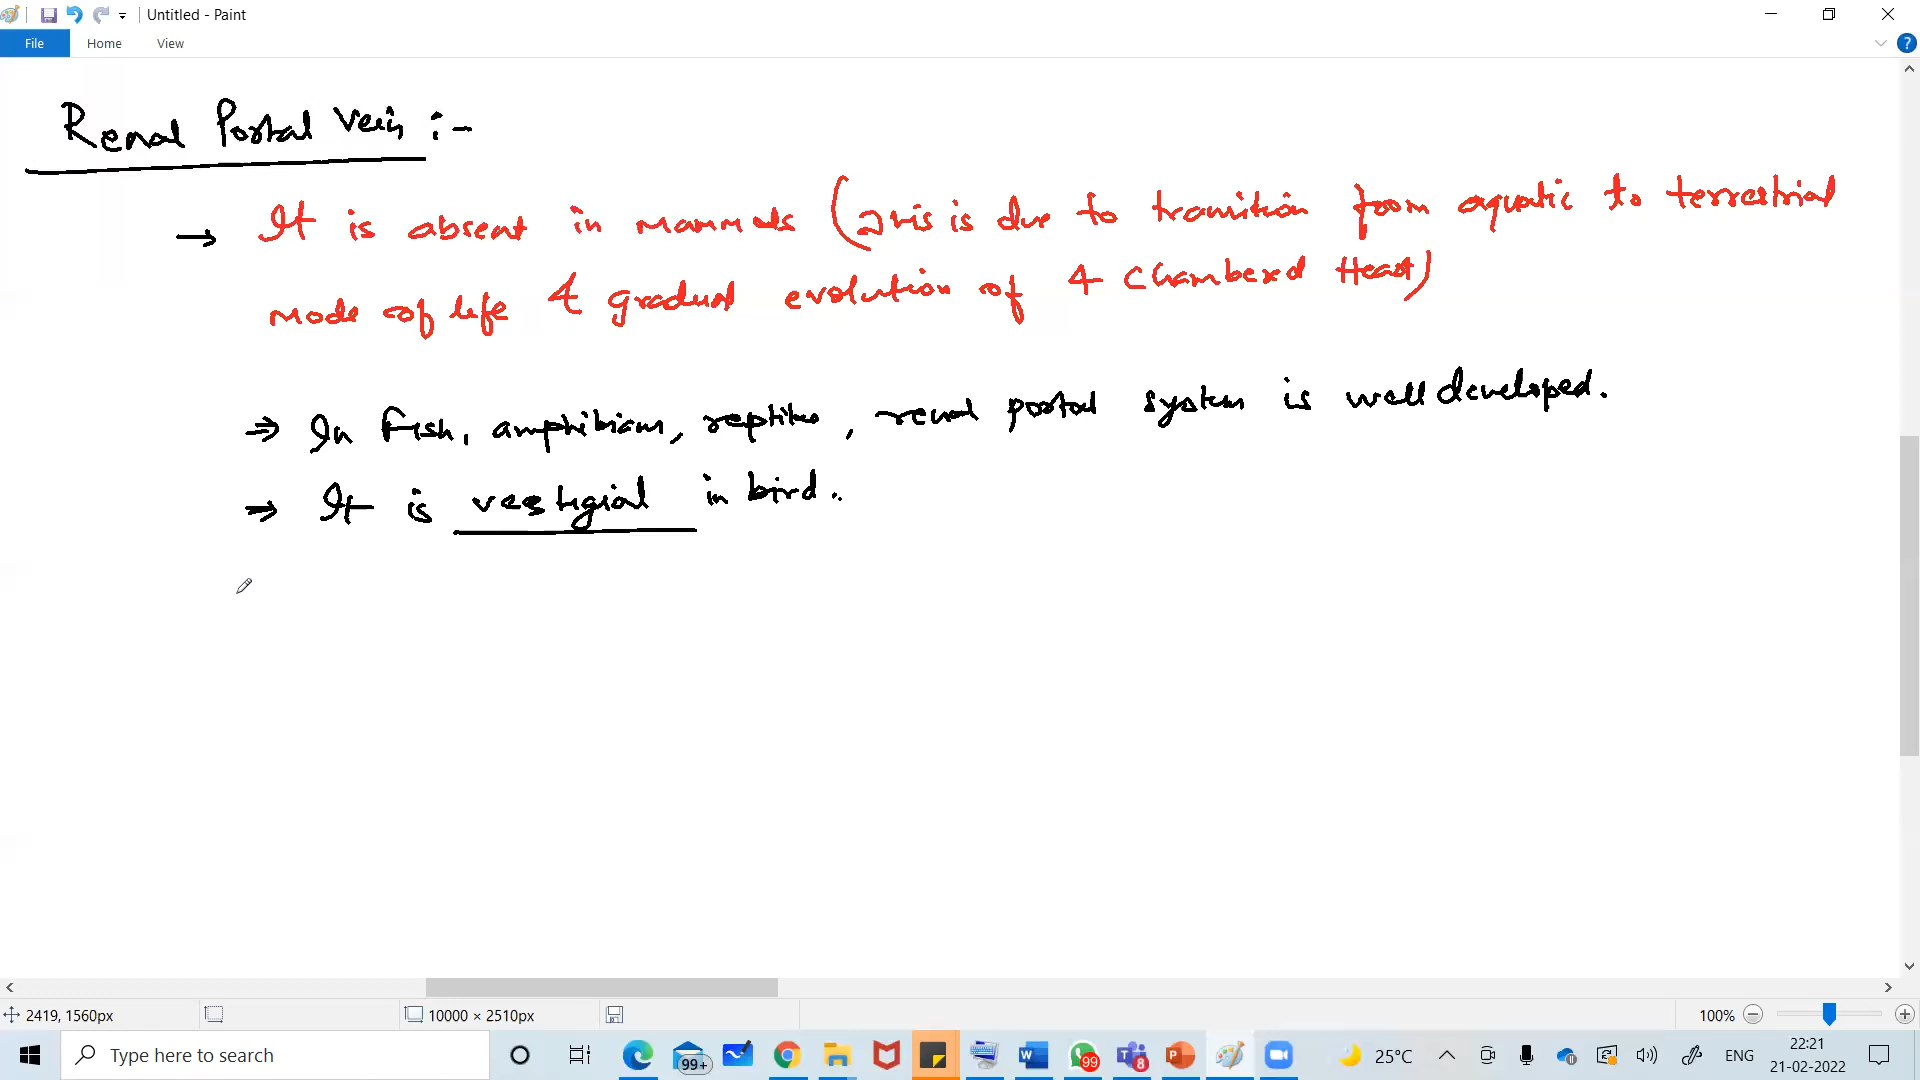 Untitled - Paint
File Home View
Renal Portal Vein :-
→ It is absent in mammals (This is due to transition from aquatic to terrestrial
mode of life & gradual evolution of 4 chambered Heart)
⇒ In Fish, amphibians, reptiles, renal portal system is well developed.
⇒ It is vestigial in bird.
2419, 1560px 10000 × 2510px 100%
Type here to search 99+ 99 8 25°C ENG 22:21
21-02-2022